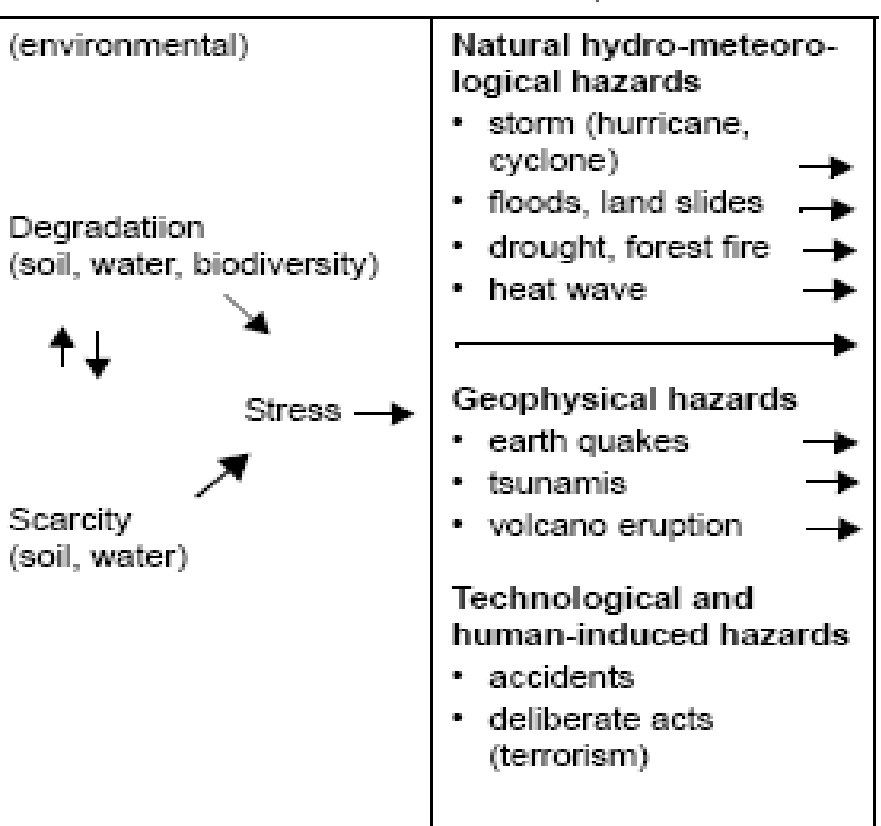 (environmental)
Degradatiion
(soil, water, biodiversity)
Stress
Scarcity
(soil, water)
Natural hydro-meteoro-
logical hazards
• storm (hurricane,
cyclone)
• floods, land slides
• drought, forest fire
• heat wave
Geophysical hazards
• earth quakes
• tsunamis
• volcano eruption
Technological and
human-induced hazards
• accidents
• deliberate acts
(terrorism)